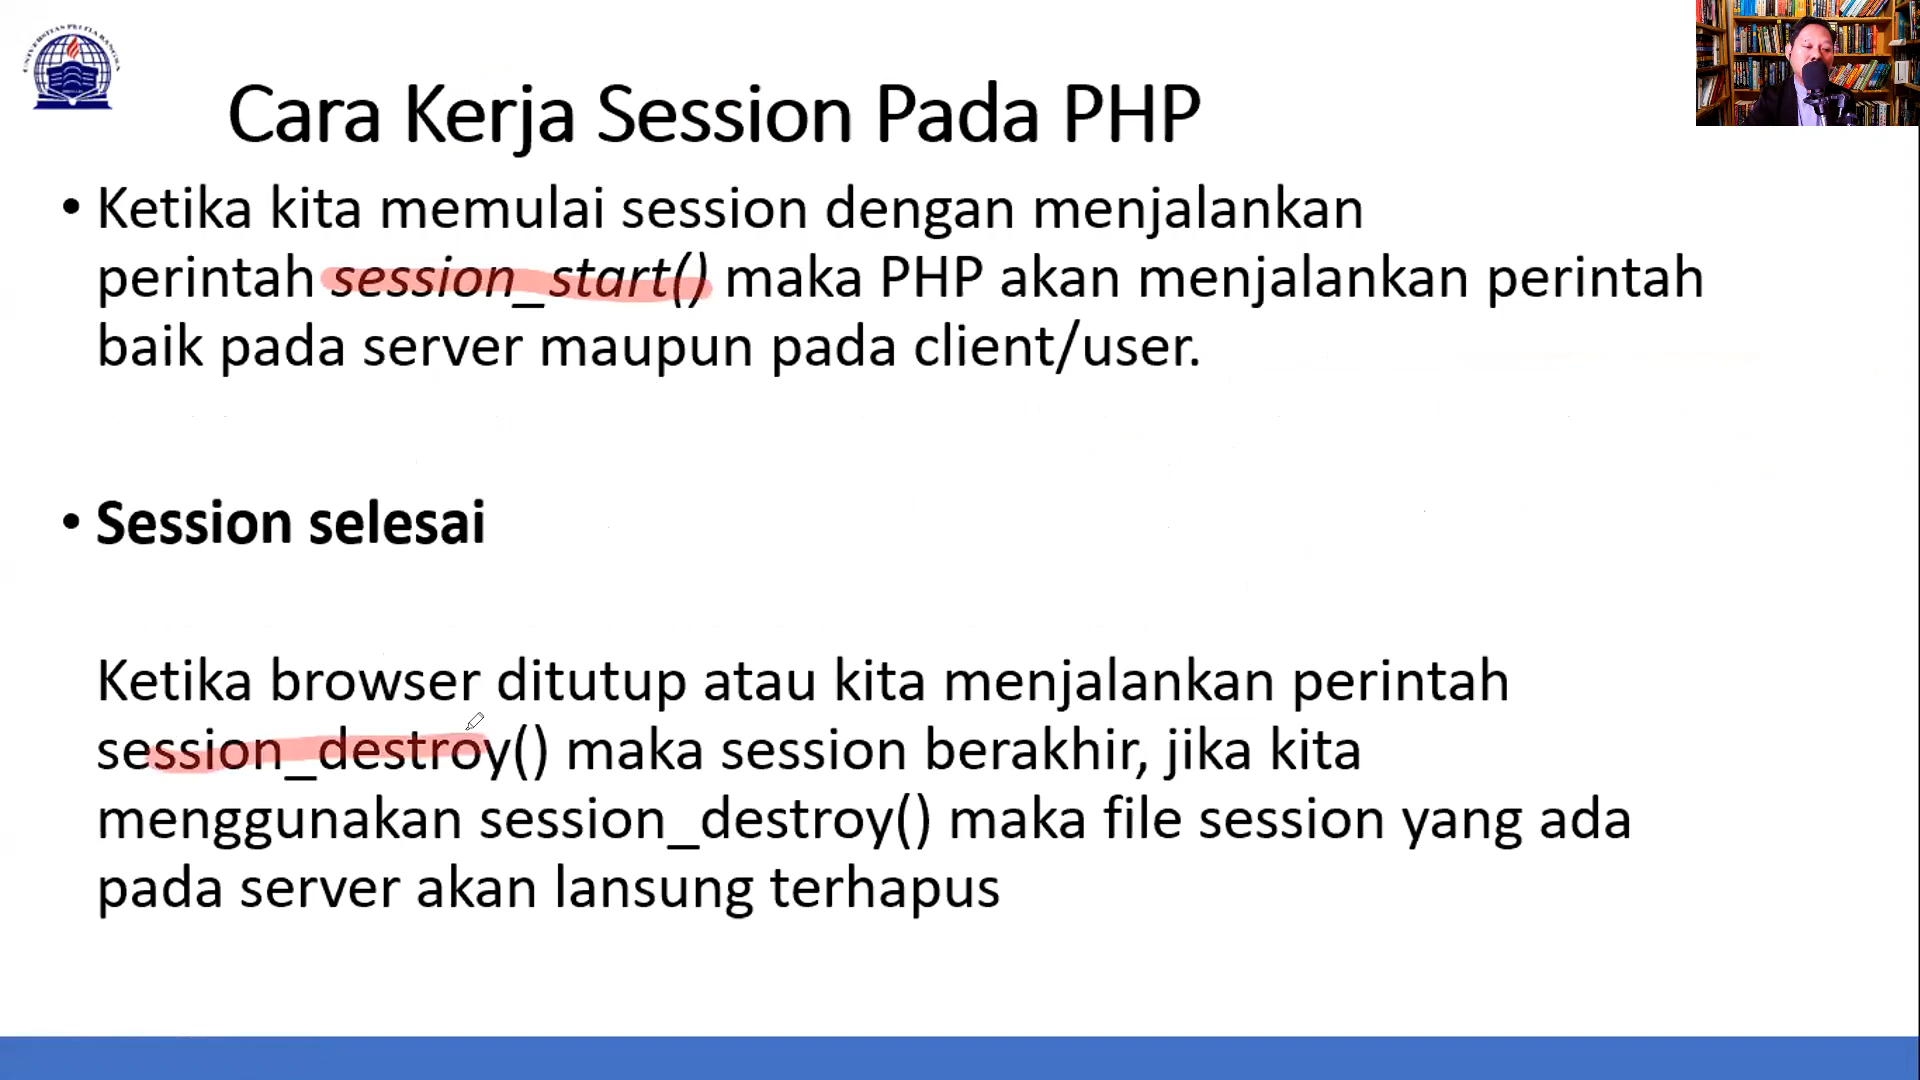 Cara Kerja Session Pada PHP
• Ketika kita memulai session dengan menjalankan
perintah session_start() maka PHP akan menjalankan perintah
baik pada server maupun pada client/user.
• Session selesai
Ketika browser ditutup atau kita menjalankan perintah
session_destroy() maka session berakhir, jika kita
menggunakan session_destroy() maka file session yang ada
pada server akan lansung terhapus